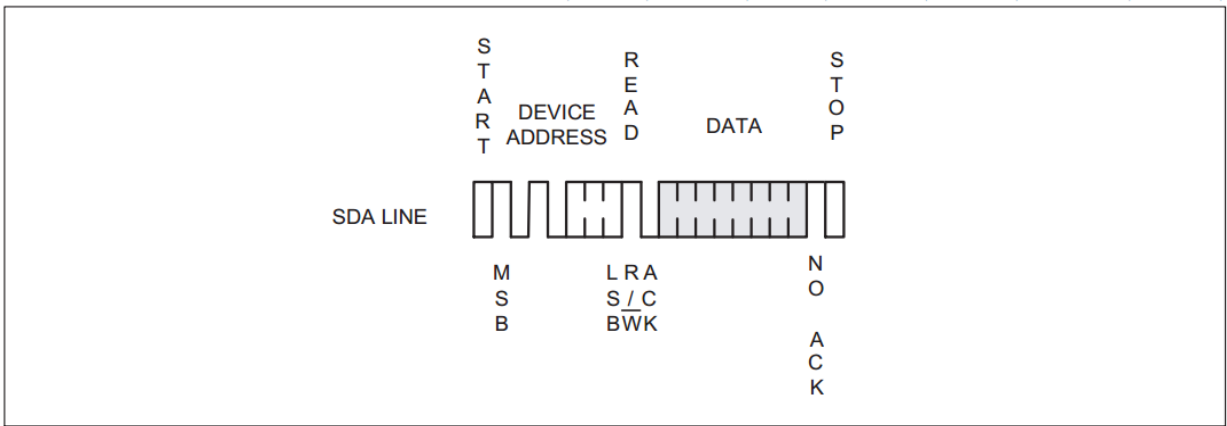 START
READ
STOP
DEVICE
ADDRESS
DATA
SDA LINE
MSB
LSB
R/W
ACK
NO ACK